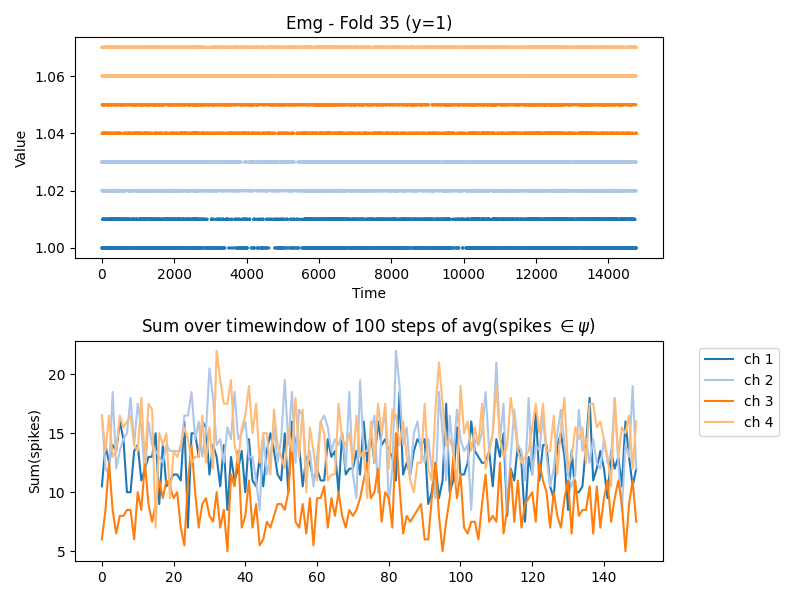 Emg - Fold 35 (y=1)
1.06
1.04
1.02
1.00
Value
0 2000 4000 6000 8000 10000 12000 14000
Time
Sum over timewindow of 100 steps of avg(spikes ∈ ψ)
20
15
10
5
Sum(spikes)
0 20 40 60 80 100 120 140
ch 1
ch 2
ch 3
ch 4